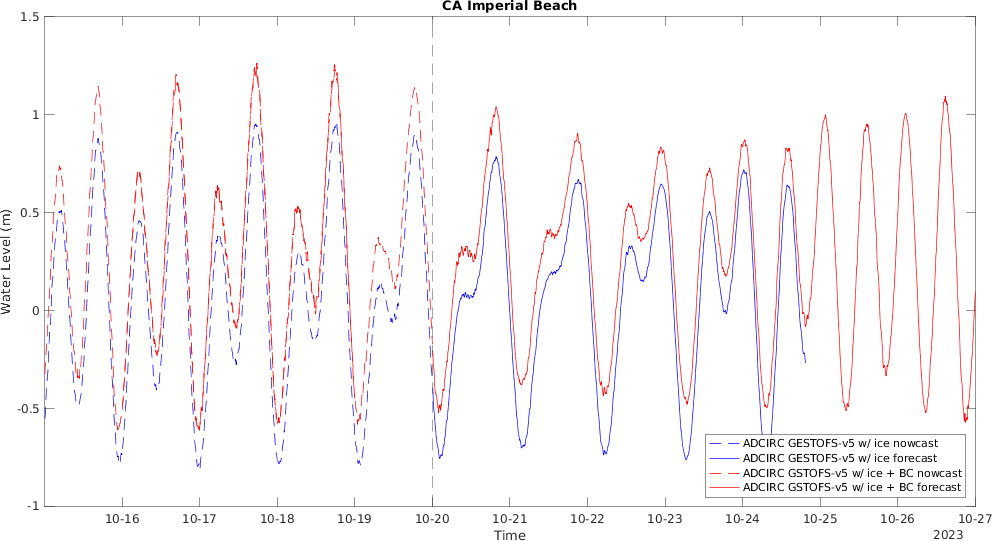 CA Imperial Beach
1.5
1
0.5
0
-0.5
-1
Water Level (m)
10-16 10-17 10-18 10-19 10-20 10-21 10-22 10-23 10-24 10-25 10-26 10-27
Time
2023
ADCIRC GESTOFS-v5 w/ ice nowcast
ADCIRC GESTOFS-v5 w/ ice forecast
ADCIRC GSTOFS-v5 w/ ice + BC nowcast
ADCIRC GSTOFS-v5 w/ ice + BC forecast